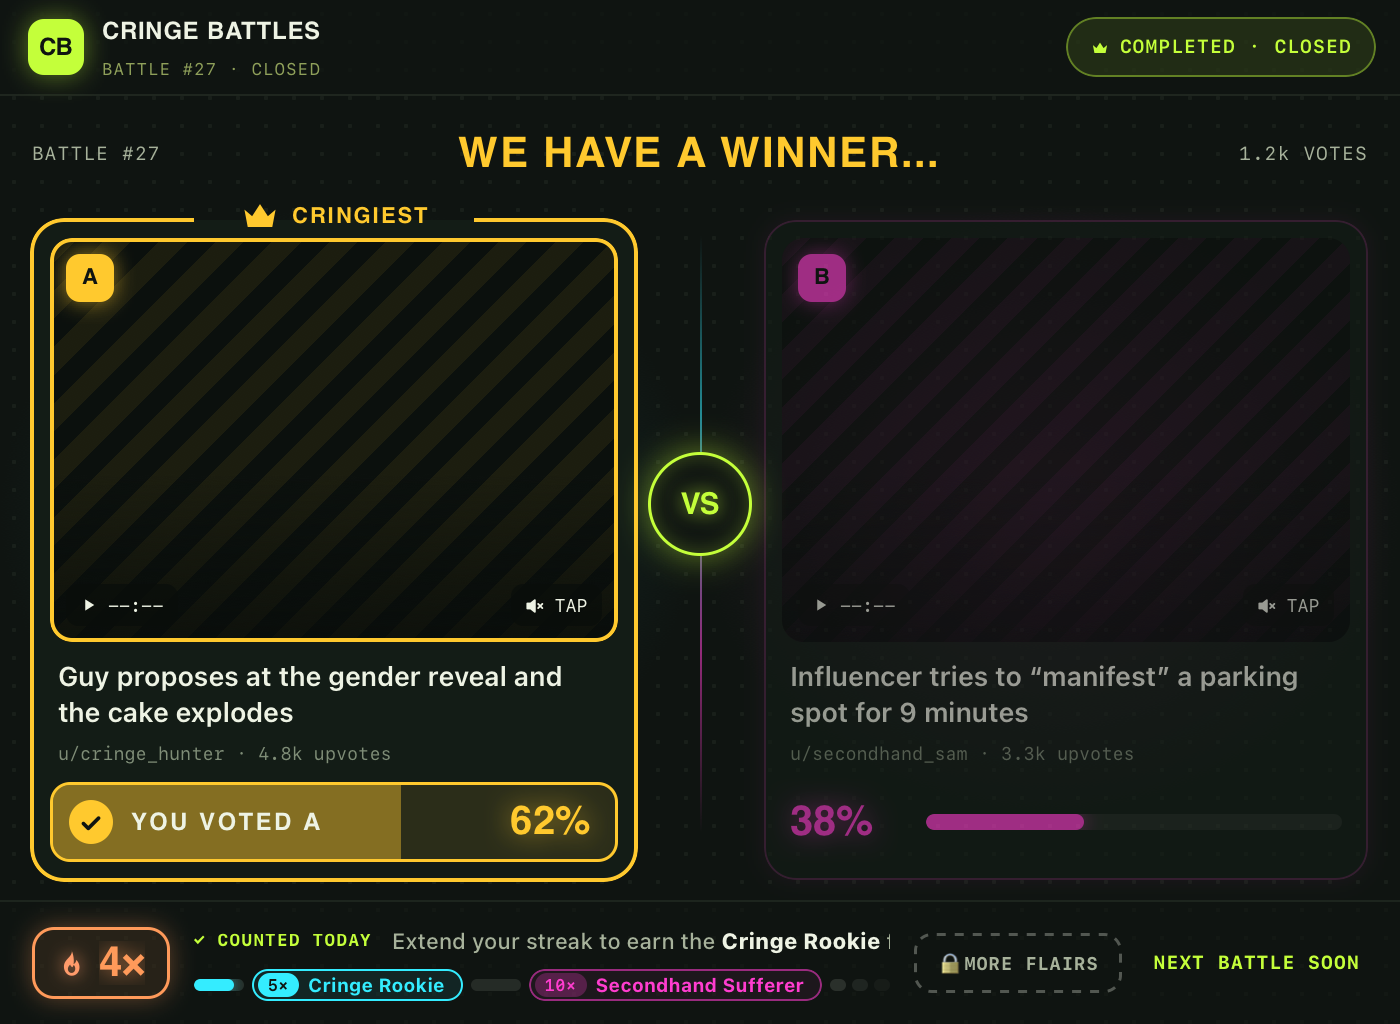 CB
CRINGE BATTLES
BATTLE #27 · CLOSED
COMPLETED · CLOSED
BATTLE #27
WE HAVE A WINNER...
1.2k VOTES
CRINGIEST
A
––:––
TAP
Guy proposes at the gender reveal and
the cake explodes
u/cringe_hunter · 4.8k upvotes
YOU VOTED A
62%
VS
B
––:––
TAP
Influencer tries to “manifest” a parking
spot for 9 minutes
u/secondhand_sam · 3.3k upvotes
38%
4×
COUNTED TODAY
Extend your streak to earn the Cringe Rookie
5× Cringe Rookie
10× Secondhand Sufferer
MORE FLAIRS
NEXT BATTLE SOON